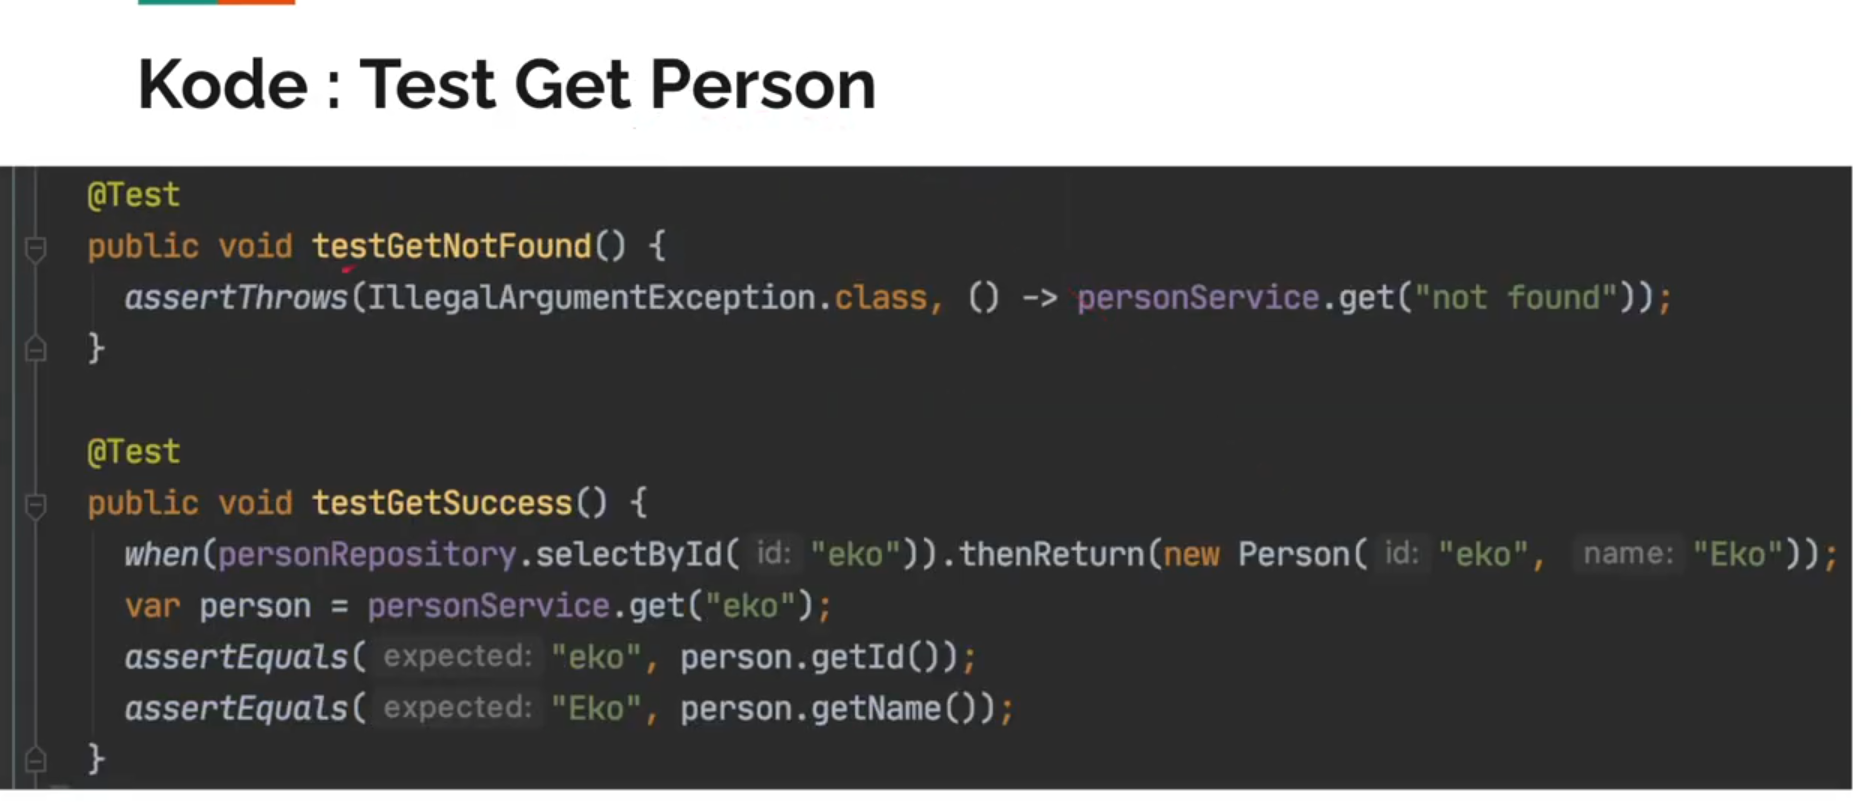 Kode : Test Get Person
@Test
public void testGetNotFound() {
assertThrows(IllegalArgumentException.class, () -> personService.get("not found"));
}
@Test
public void testGetSuccess() {
when(personRepository.selectById( id: "eko")).thenReturn(new Person( id: "eko", name: "Eko"));
var person = personService.get("eko");
assertEquals( expected: "eko", person.getId());
assertEquals( expected: "Eko", person.getName());
}